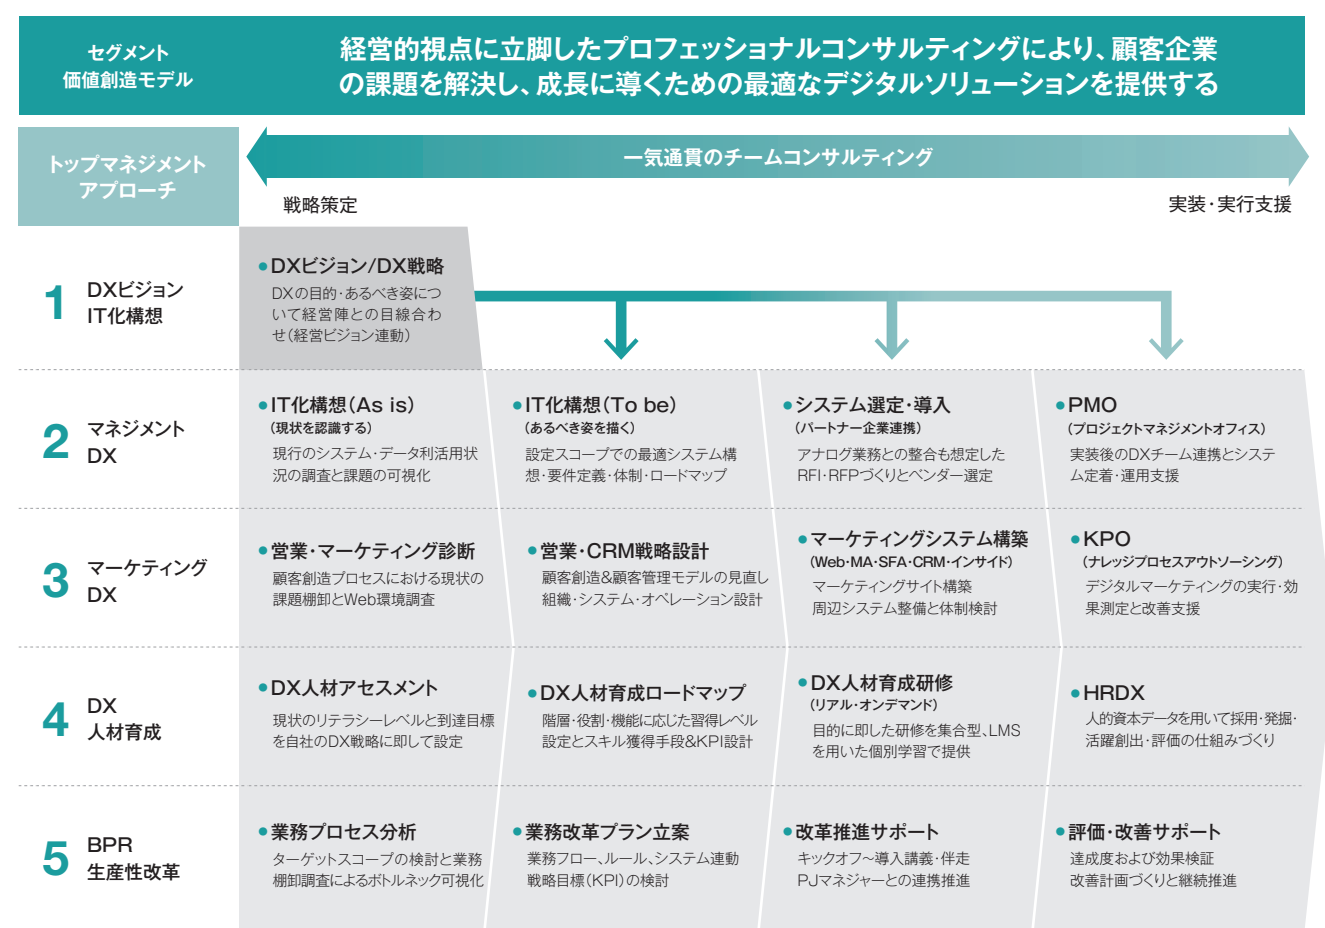 セグメント
価値創造モデル
経営的視点に立脚したプロフェッショナルコンサルティングにより、顧客企業
の課題を解決し、成長に導くための最適なデジタルソリューションを提供する
トップマネジメント
アプローチ
一気通貫のチームコンサルティング
戦略策定
実装・実行支援
1
DXビジョン
IT化構想
●DXビジョン/DX戦略
DXの目的・あるべき姿につ
いて経営陣との目線合わ
せ(経営ビジョン連動)
2
マネジメント
DX
●IT化構想(As is)
(現状を認識する)
現行のシステム・データ利活用状
況の調査と課題の可視化
●IT化構想(To be)
(あるべき姿を描く)
設定スコープでの最適システム構
想・要件定義・体制・ロードマップ
●システム選定・導入
(パートナー企業連携)
アナログ業務との整合も想定した
RFI・RFPづくりとベンダー選定
●PMO
(プロジェクトマネジメントオフィス)
実装後のDXチーム連携とシステ
ム定着・運用支援
3
マーケティング
DX
●営業・マーケティング診断
顧客創造プロセスにおける現状の
課題棚卸とWeb環境調査
●営業・CRM戦略設計
顧客創造&顧客管理モデルの見直し
組織・システム・オペレーション設計
●マーケティングシステム構築
(Web・MA・SFA・CRM・インサイド)
マーケティングサイト構築
周辺システム整備と体制検討
●KPO
(ナレッジプロセスアウトソーシング)
デジタルマーケティングの実行・効
果測定と改善支援
4
DX
人材育成
●DX人材アセスメント
現状のリテラシーレベルと到達目標
を自社のDX戦略に即して設定
●DX人材育成ロードマップ
階層・役割・機能に応じた習得レベル
設定とスキル獲得手段&KPI設計
●DX人材育成研修
(リアル・オンデマンド)
目的に即した研修を集合型、LMS
を用いた個別学習で提供
●HRDX
人的資本データを用いて採用・発掘・
活躍創出・評価の仕組みづくり
5
BPR
生産性改革
●業務プロセス分析
ターゲットスコープの検討と業務
棚卸調査によるボトルネック可視化
●業務改革プラン立案
業務フロー、ルール、システム連動
戦略目標(KPI)の検討
●改革推進サポート
キックオフ〜導入講義・伴走
PJマネジャーとの連携推進
●評価・改善サポート
達成度および効果検証
改善計画づくりと継続推進